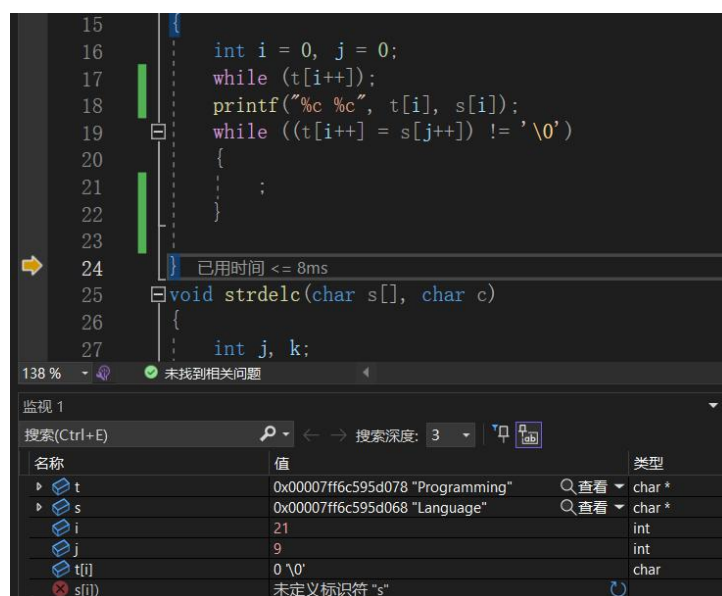 15 {
16 int i = 0, j = 0;
17 while (t[i++]);
18 printf("%c %c", t[i], s[i]);
19 while ((t[i++] = s[j++]) != '\0')
20 {
21 ;
22 }
23
24 } 已用时间 <= 8ms
25 void strdelc(char s[], char c)
26 {
27 int j, k;
138 % 未找到相关问题
监视 1
搜索(Ctrl+E) 搜索深度: 3
名称 值 类型
t 0x00007ff6c595d078 "Programming" 查看 char *
s 0x00007ff6c595d068 "Language" 查看 char *
i 21 int
j 9 int
t[i] 0 '\0' char
s[i]) 未定义标识符 "s"